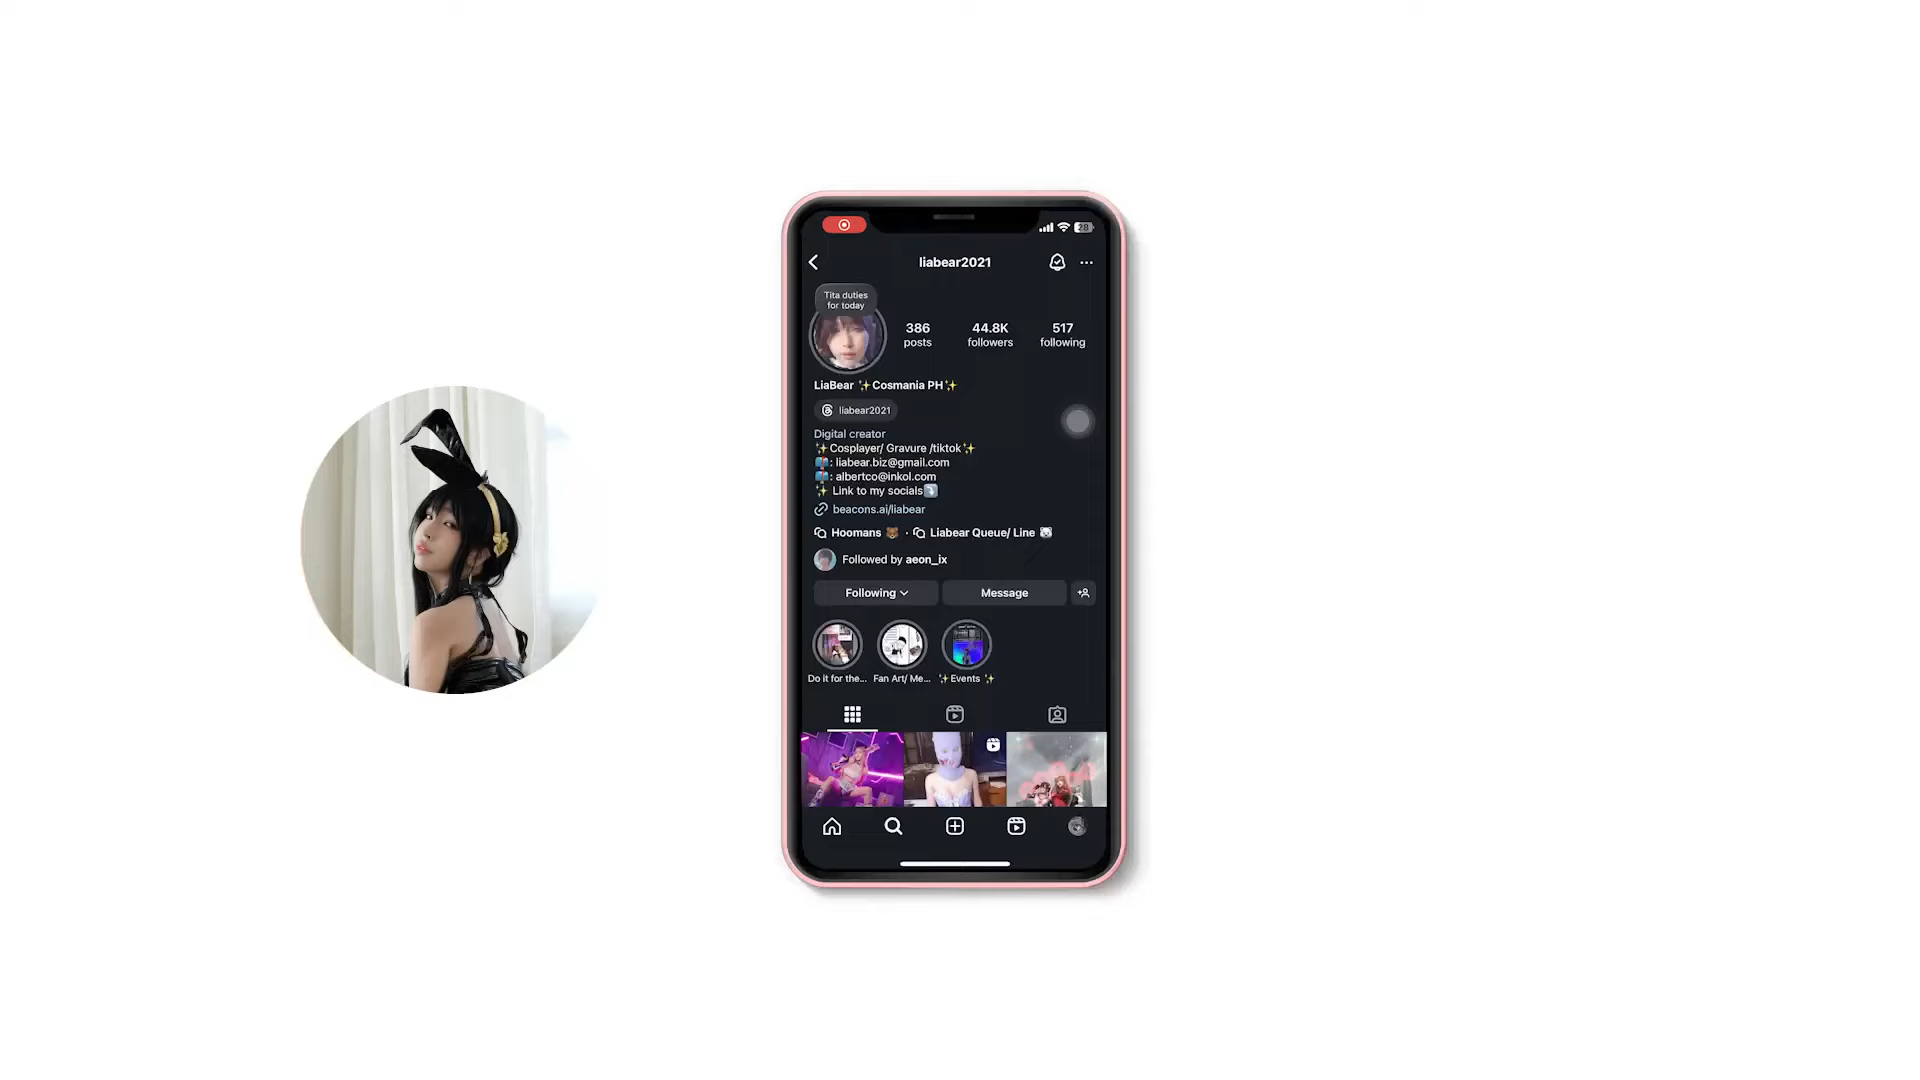 28
liabear2021
Tita duties
for today
386
posts
44.8K
followers
517
following
LiaBear ✨Cosmania PH✨
liabear2021
Digital creator
✨Cosplayer/ Gravure /tiktok✨
📫: liabear.biz@gmail.com
📫: albertco@inkol.com
✨ Link to my socials⤵️
beacons.ai/liabear
Hoomans 🐻 · Liabear Queue/ Line 🐻‍❄️
Followed by aeon_ix
Following
Message
Do it for the...
Fan Art/ Me...
✨Events ✨